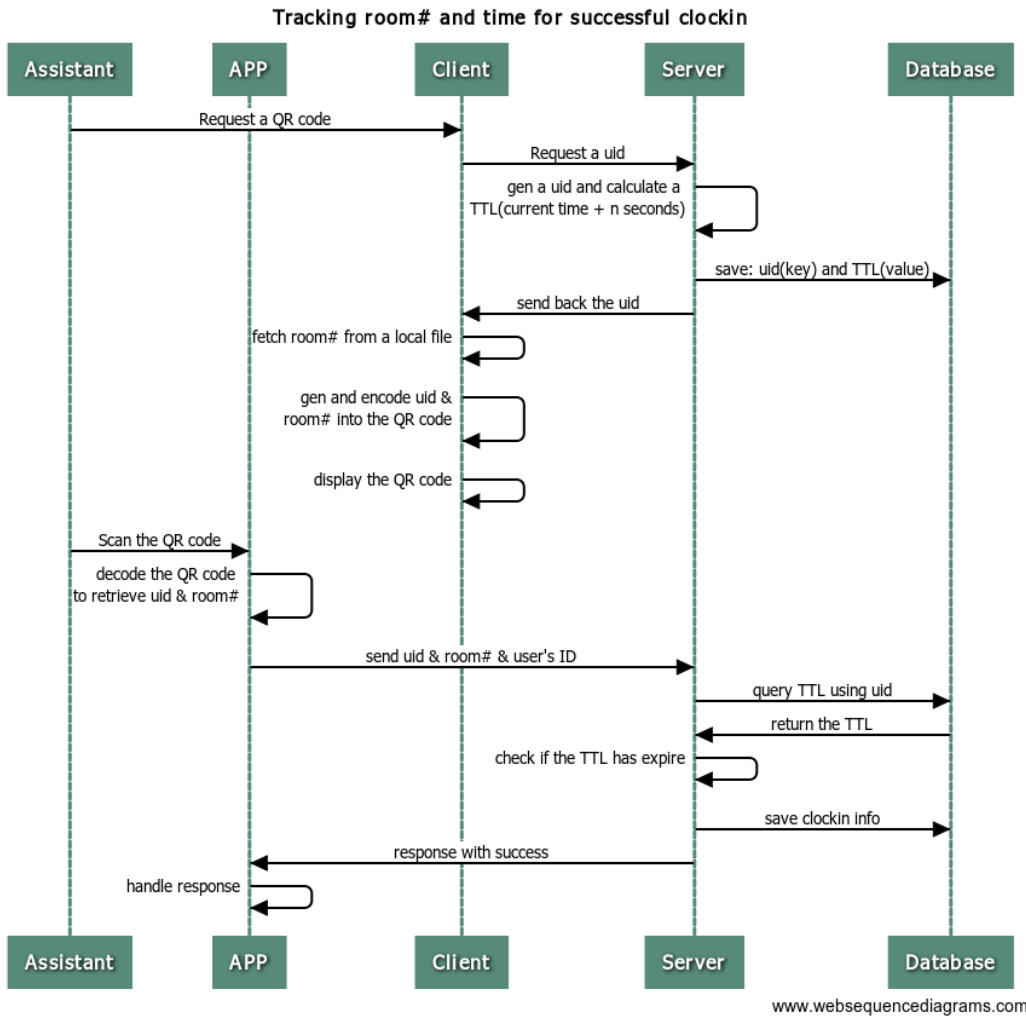 Tracking room# and time for successful clockin
Assistant APP Client Server Database
Request a QR code
Request a uid
gen a uid and calculate a
TTL(current time + n seconds)
save: uid(key) and TTL(value)
send back the uid
fetch room# from a local file
gen and encode uid &
room# into the QR code
display the QR code
Scan the QR code
decode the QR code
to retrieve uid & room#
send uid & room# & user's ID
query TTL using uid
return the TTL
check if the TTL has expire
save clockin info
response with success
handle response
Assistant APP Client Server Database
www.websequencediagrams.com